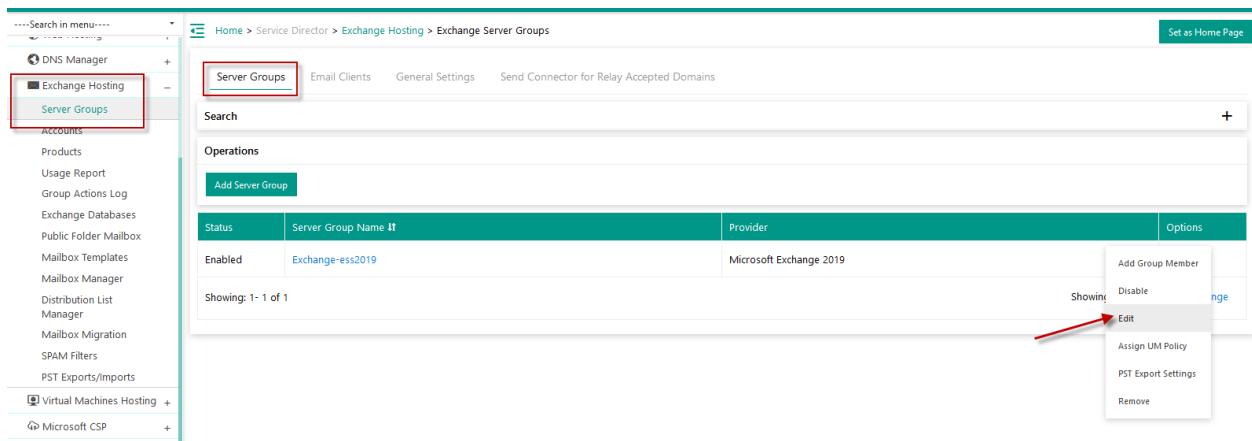 ----Search in menu----
Home > Service Director > Exchange Hosting > Exchange Server Groups
Set as Home Page
DNS Manager
Exchange Hosting
Server Groups
Accounts
Products
Usage Report
Group Actions Log
Exchange Databases
Public Folder Mailbox
Mailbox Templates
Mailbox Manager
Distribution List
Manager
Mailbox Migration
SPAM Filters
PST Exports/Imports
Virtual Machines Hosting
Microsoft CSP
Server Groups Email Clients General Settings Send Connector for Relay Accepted Domains
Search
Operations
Add Server Group
Status Server Group Name Provider Options
Enabled Exchange-ess2019 Microsoft Exchange 2019
Showing: 1- 1 of 1
Add Group Member
Disable
Edit
Assign UM Policy
PST Export Settings
Remove